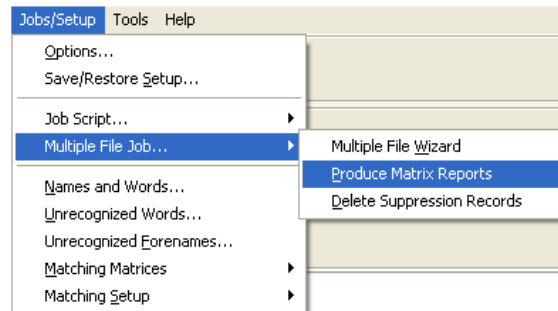 Jobs/Setup Tools Help
Options...
Save/Restore Setup...
Job Script...
Multiple File Job...
Multiple File Wizard
Produce Matrix Reports
Delete Suppression Records
Names and Words...
Unrecognized Words...
Unrecognized Forenames...
Matching Matrices
Matching Setup